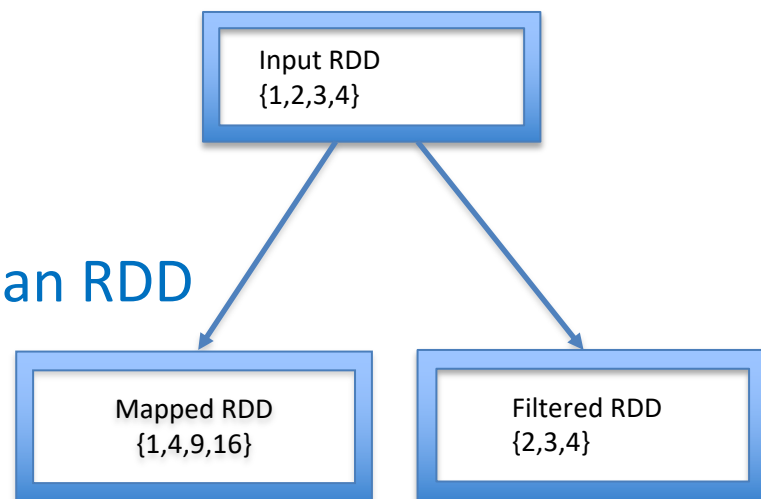 Input RDD
{1,2,3,4}
an RDD
Mapped RDD
{1,4,9,16}
Filtered RDD
{2,3,4}